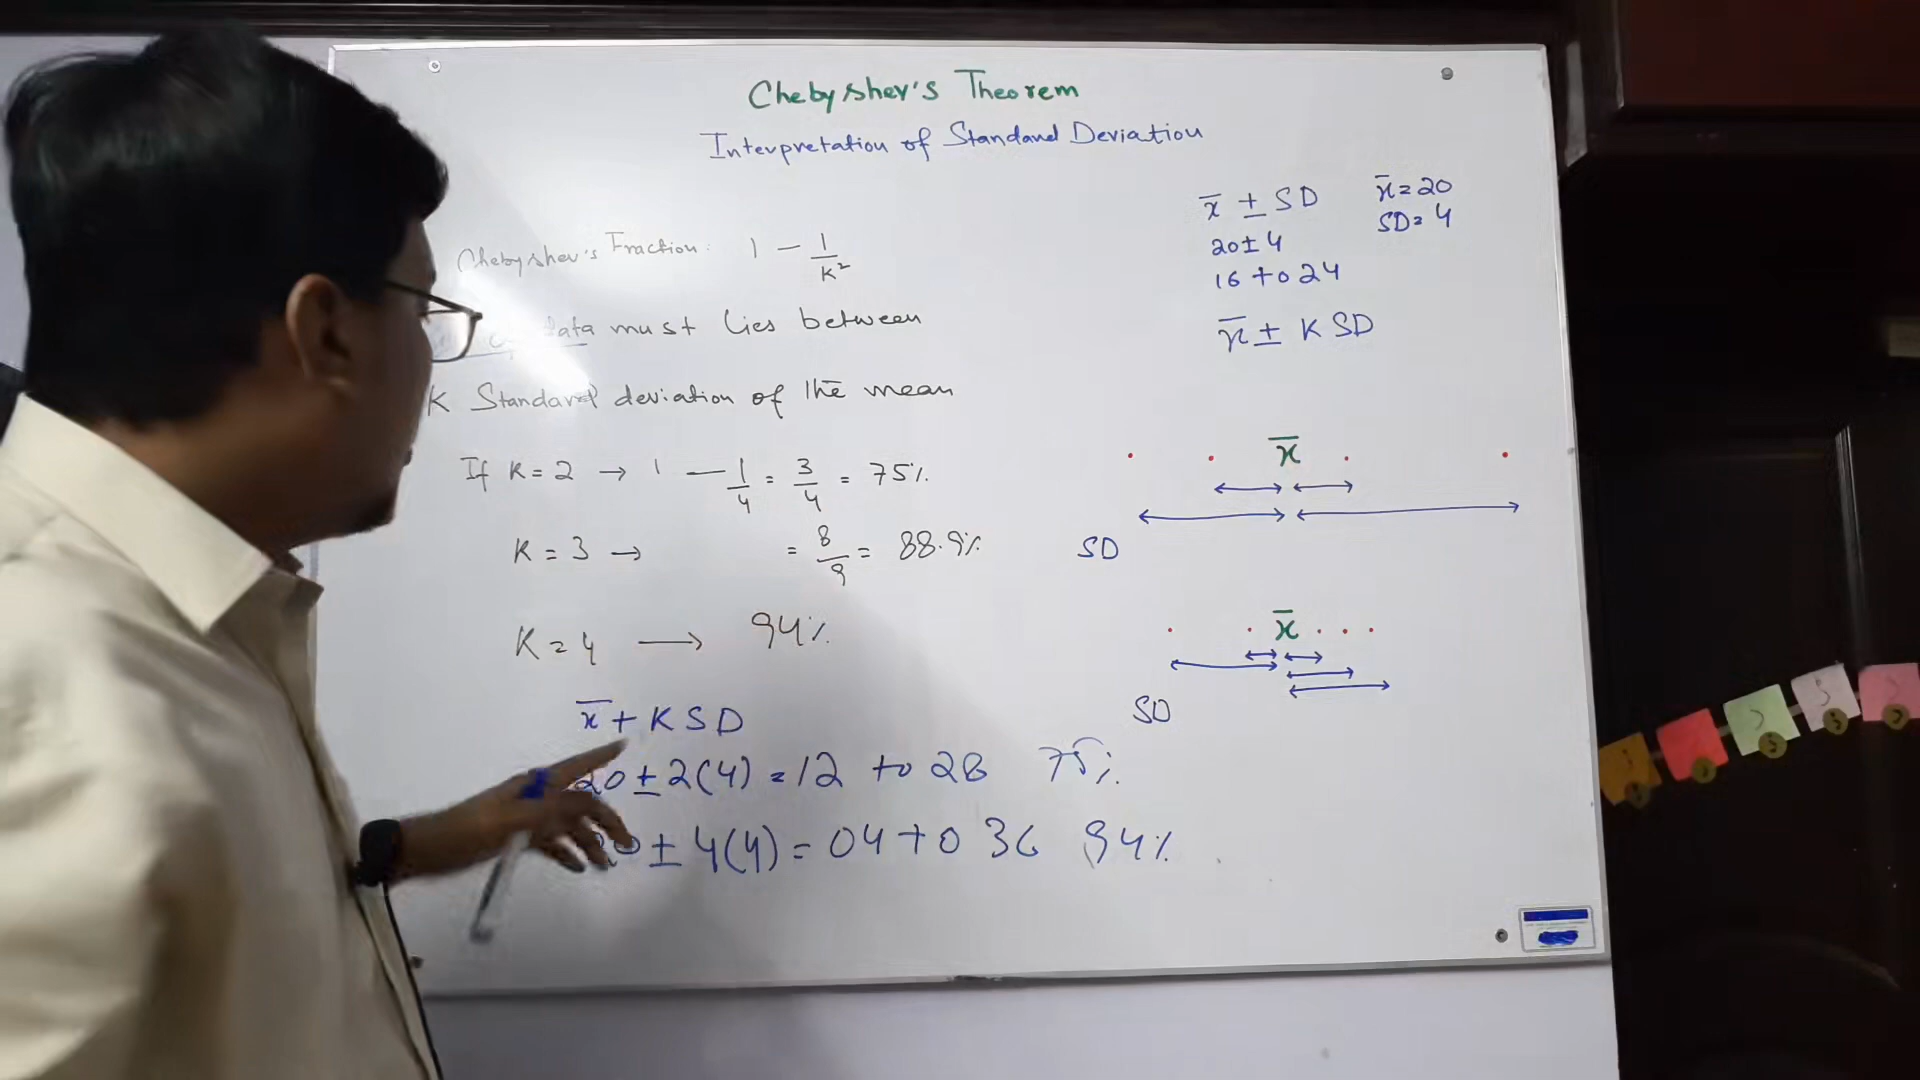 Chebyshev's Theorem
Interpretation of Standard Deviation
Chebyshev's Fraction: 1 - 1/K²
data must lies between
K Standard deviation of the mean
If K = 2 → 1 - 1/4 = 3/4 = 75%
K = 3 → = 8/9 = 88.9%
K = 4 → 94%
x̄ + K SD
20 ± 2(4) = 12 to 28 75%
20 ± 4(4) = 04 to 36 94%
x̄ ± SD
20 ± 4
16 to 24
x̄ ± K SD
x̄ = 20
SD = 4
x̄
SD
x̄
SD